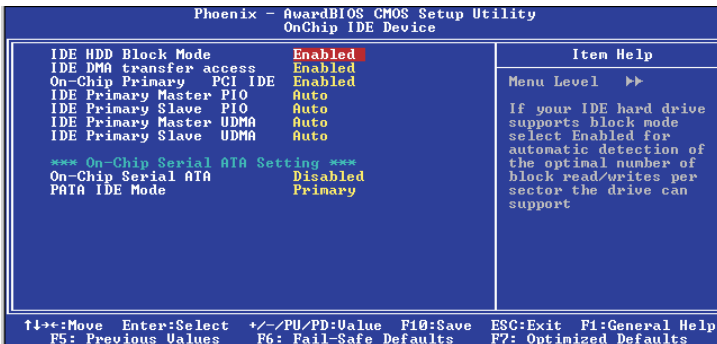 Phoenix - AwardBIOS CMOS Setup Utility
OnChip IDE Device
IDE HDD Block Mode Enabled
IDE DMA transfer access Enabled
On-Chip Primary PCI IDE Enabled
IDE Primary Master PIO Auto
IDE Primary Slave PIO Auto
IDE Primary Master UDMA Auto
IDE Primary Slave UDMA Auto
*** On-Chip Serial ATA Setting ***
On-Chip Serial ATA Disabled
PATA IDE Mode Primary
Item Help
Menu Level ►►
If your IDE hard drive
supports block mode
select Enabled for
automatic detection of
the optimal number of
block read/writes per
sector the drive can
support
↑↓→←:Move Enter:Select +/-/PU/PD:Value F10:Save ESC:Exit F1:General Help
F5: Previous Values F6: Fail-Safe Defaults F7: Optimized Defaults